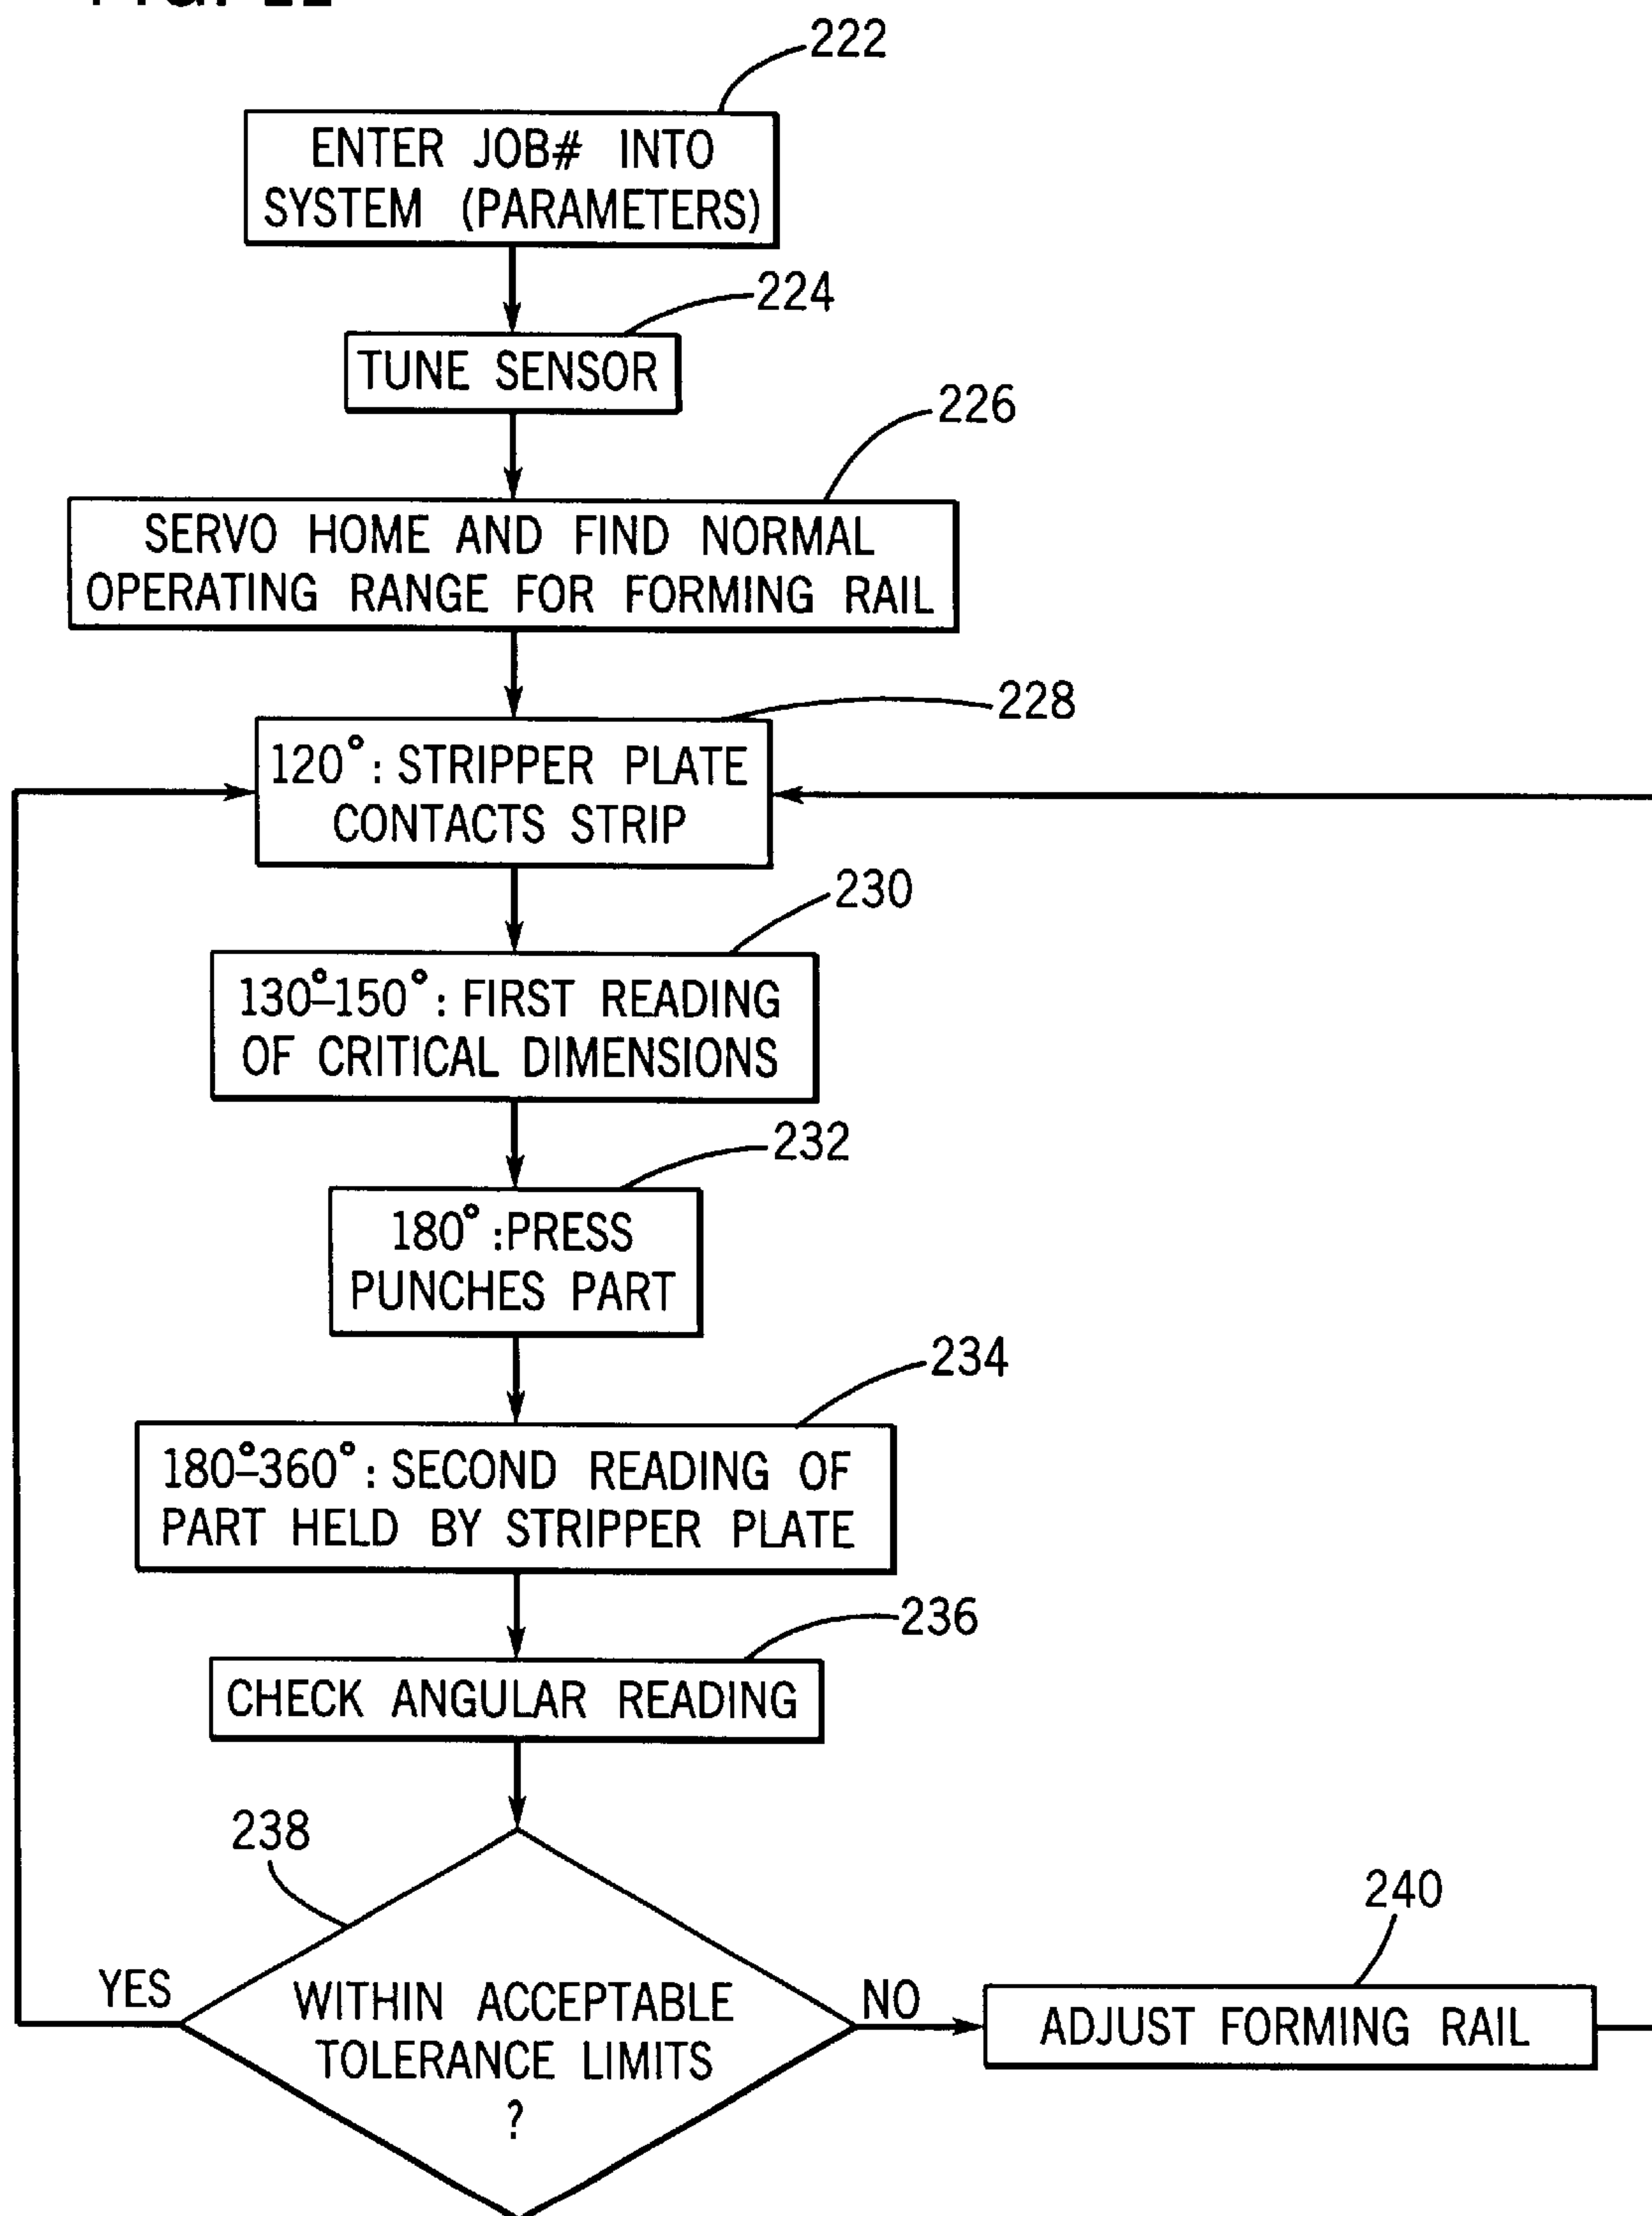 222
ENTER JOB# INTO
SYSTEM (PARAMETERS)
224
TUNE SENSOR
226
SERVO HOME AND FIND NORMAL
OPERATING RANGE FOR FORMING RAIL
228
120°: STRIPPER PLATE
CONTACTS STRIP
230
130°–150°: FIRST READING
OF CRITICAL DIMENSIONS
232
180°:PRESS
PUNCHES PART
234
180°–360°: SECOND READING OF
PART HELD BY STRIPPER PLATE
236
CHECK ANGULAR READING
238
YES
WITHIN ACCEPTABLE
TOLERANCE LIMITS
?
NO
240
ADJUST FORMING RAIL